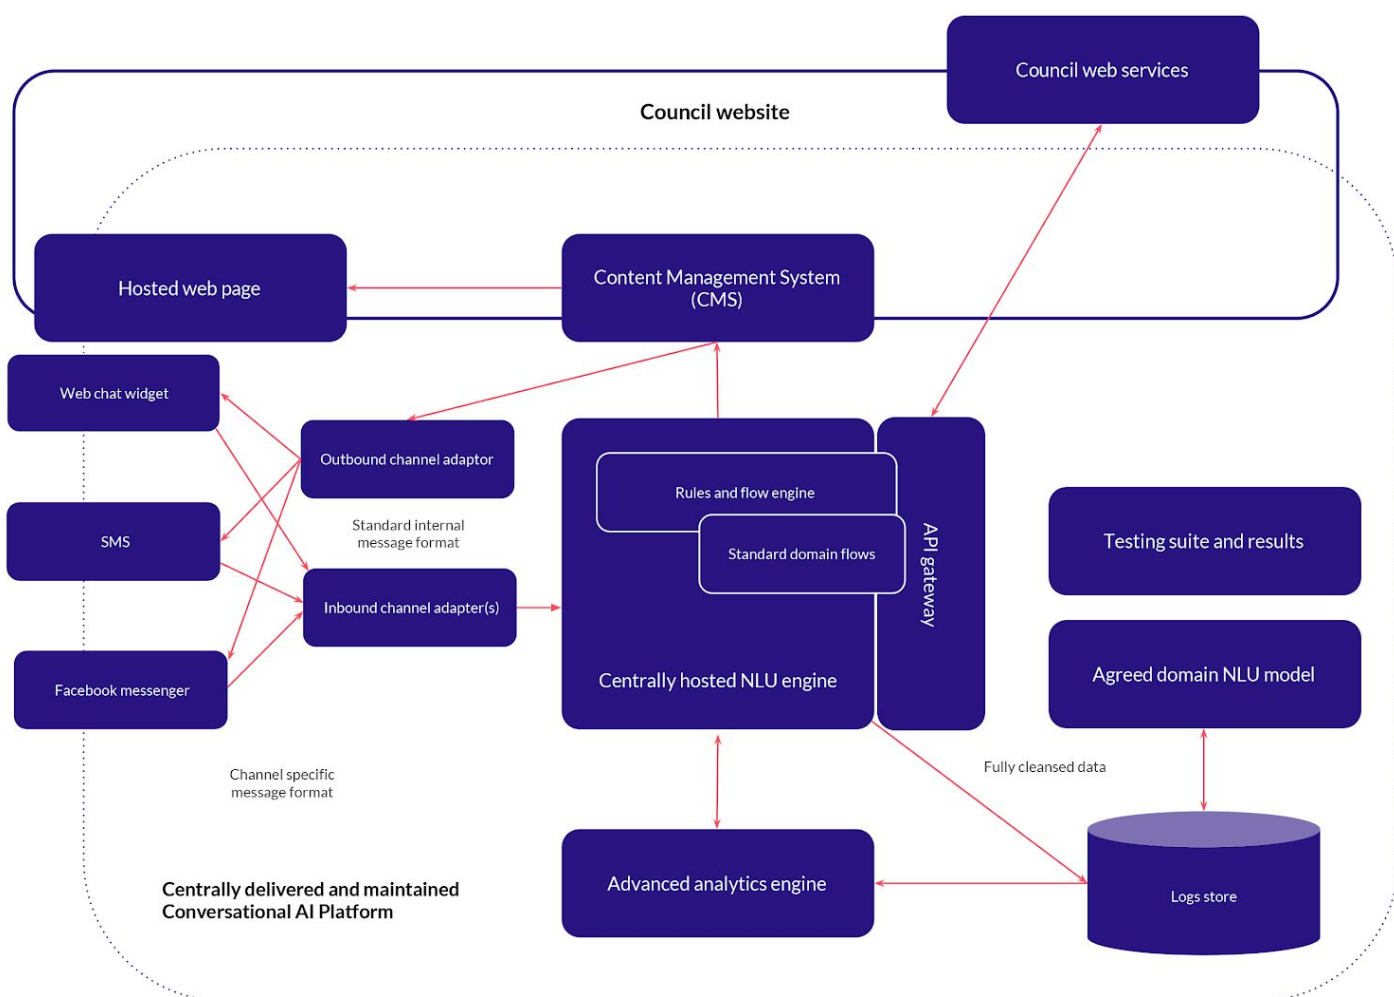 Council web services
Council website
Hosted web page
Content Management System
(CMS)
Web chat widget
Outbound channel adaptor
Rules and flow engine
Standard internal
message format
SMS
Standard domain flows
API gateway
Testing suite and results
Inbound channel adapter(s)
Centrally hosted NLU engine
Agreed domain NLU model
Facebook messenger
Channel specific
message format
Fully cleansed data
Advanced analytics engine
Logs store
Centrally delivered and maintained
Conversational AI Platform